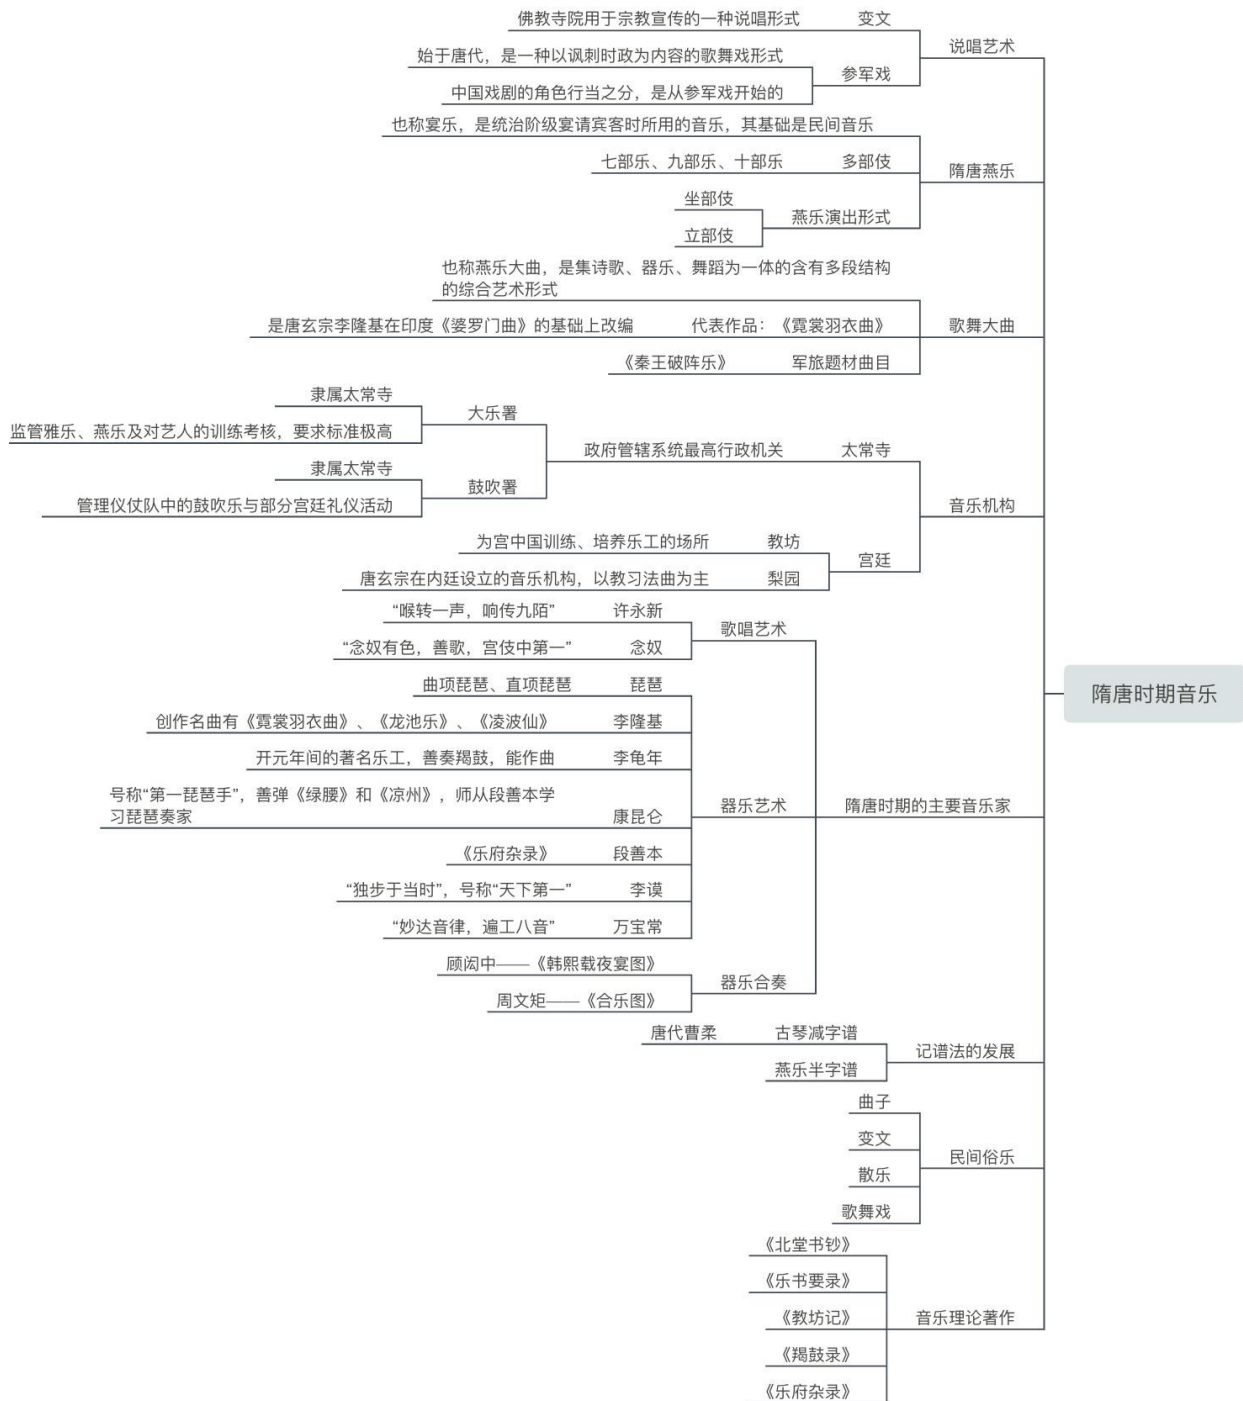 佛教寺院用于宗教宣传的一种说唱形式 变文
说唱艺术
始于唐代，是一种以讽刺时政为内容的歌舞戏形式
参军戏
中国戏剧的角色行当之分，是从参军戏开始的
也称宴乐，是统治阶级宴请宾客时所用的音乐，其基础是民间音乐
七部乐、九部乐、十部乐 多部伎
隋唐燕乐
坐部伎
燕乐演出形式
立部伎
也称燕乐大曲，是集诗歌、器乐、舞蹈为一体的含有多段结构
的综合艺术形式
是唐玄宗李隆基在印度《婆罗门曲》的基础上改编 代表作品：《霓裳羽衣曲》 歌舞大曲
《秦王破阵乐》 军旅题材曲目
隶属太常寺
大乐署
监管雅乐、燕乐及对艺人的训练考核，要求标准极高
政府管辖系统最高行政机关 太常寺
隶属太常寺
鼓吹署
管理仪仗队中的鼓吹乐与部分宫廷礼仪活动
音乐机构
为宫中国训练、培养乐工的场所 教坊
宫廷
唐玄宗在内廷设立的音乐机构，以教习法曲为主 梨园
“喉转一声，响传九陌” 许永新
歌唱艺术
“念奴有色，善歌，宫伎中第一” 念奴
曲项琵琶、直项琵琶 琵琶
隋唐时期音乐
创作名曲有《霓裳羽衣曲》、《龙池乐》、《凌波仙》 李隆基
开元年间的著名乐工，善奏羯鼓，能作曲 李龟年
号称“第一琵琶手”，善弹《绿腰》和《凉州》，师从段善本学
习琵琶奏家 康昆仑
器乐艺术 隋唐时期的主要音乐家
《乐府杂录》 段善本
“独步于当时”，号称“天下第一” 李谟
“妙达音律，遍工八音” 万宝常
顾闳中——《韩熙载夜宴图》
器乐合奏
周文矩——《合乐图》
唐代曹柔 古琴减字谱
记谱法的发展
燕乐半字谱
曲子
变文
民间俗乐
散乐
歌舞戏
《北堂书钞》
《乐书要录》
《教坊记》 音乐理论著作
《羯鼓录》
《乐府杂录》